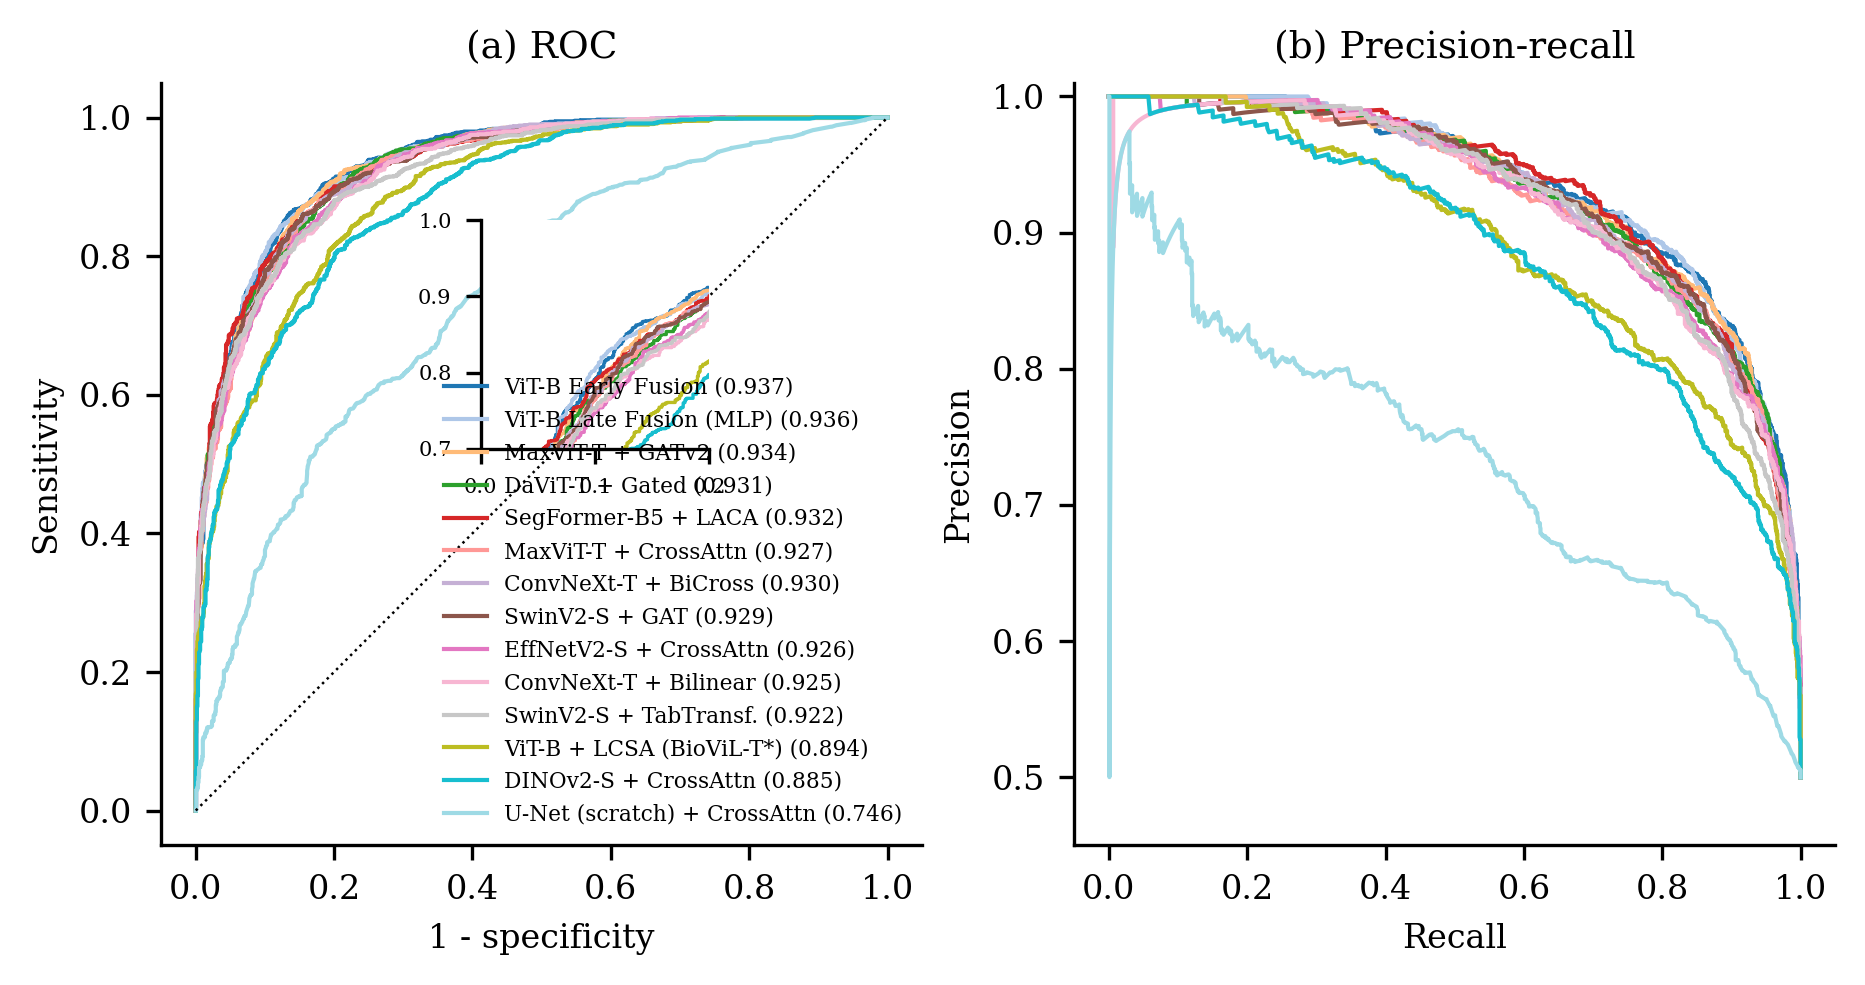 (a) ROC
1.0
0.8
0.6
0.4
0.2
0.0
Sensitivity
0.0 0.2 0.4 0.6 0.8 1.0
1 - specificity
1.0
0.9
0.8
0.7
0.0 0.1 0.2
ViT-B Early Fusion (0.937)
ViT-B Late Fusion (MLP) (0.936)
MaxViT-T + GATv2 (0.934)
DaViT-T + Gated (0.931)
SegFormer-B5 + LACA (0.932)
MaxViT-T + CrossAttn (0.927)
ConvNeXt-T + BiCross (0.930)
SwinV2-S + GAT (0.929)
EffNetV2-S + CrossAttn (0.926)
ConvNeXt-T + Bilinear (0.925)
SwinV2-S + TabTransf. (0.922)
ViT-B + LCSA (BioViL-T*) (0.894)
DINOv2-S + CrossAttn (0.885)
U-Net (scratch) + CrossAttn (0.746)
(b) Precision-recall
1.0
0.9
0.8
0.7
0.6
0.5
Precision
0.0 0.2 0.4 0.6 0.8 1.0
Recall